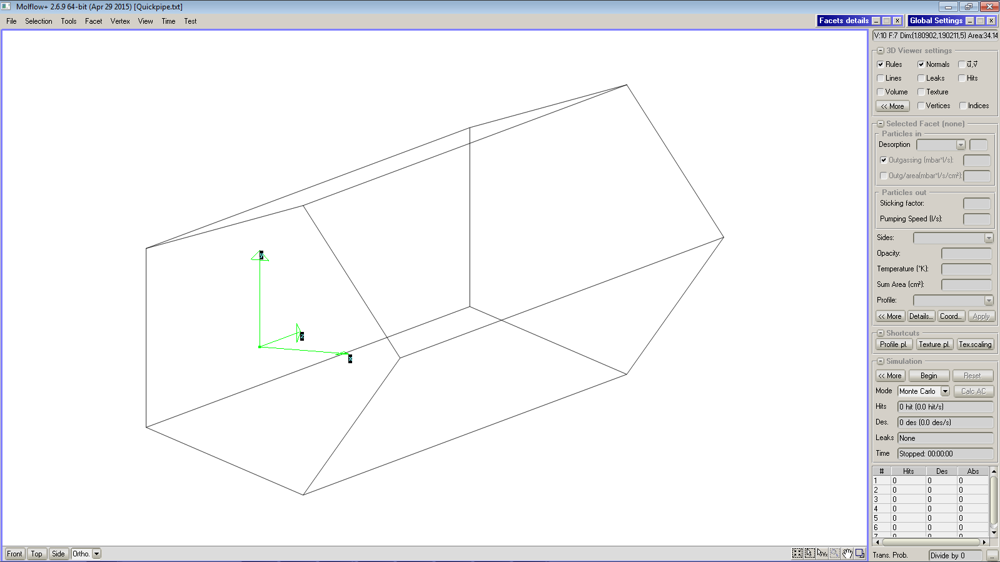 Molflow+ 2.6.9 64-bit (Apr 29 2015) [Quickpipe.txt]
File Selection Tools Facet Vertex View Time Test
Facets details
Global Settings
V:10 F:7 Dim:(1.80902,1.90211,5) Area:34.14
3D Viewer settings
Rules Normals u,v
Lines Leaks Hits
Volume Texture
<< More Vertices Indices
Selected Facet (none)
Particles in
Desorption
Outgassing (mbar*l/s):
Outg/area(mbar*l/s/cm²):
Particles out
Sticking factor:
Pumping Speed (l/s):
Sides:
Opacity:
Temperature (°K):
Sum Area (cm²):
Profile:
<< More Details... Coord... Apply
Shortcuts
Profile pl. Texture pl. Tex.scaling
Simulation
<< More Begin Reset
Mode Monte Carlo Calc AC
Hits 0 hit (0.0 hit/s)
Des. 0 des (0.0 des/s)
Leaks None
Time Stopped: 00:00:00
# Hits Des Abs
1 0 0 0
2 0 0 0
3 0 0 0
4 0 0 0
5 0 0 0
6 0 0 0
7 0 0 0
Trans. Prob. Divide by 0 ...
y
z
x
Front Top Side Ortho.